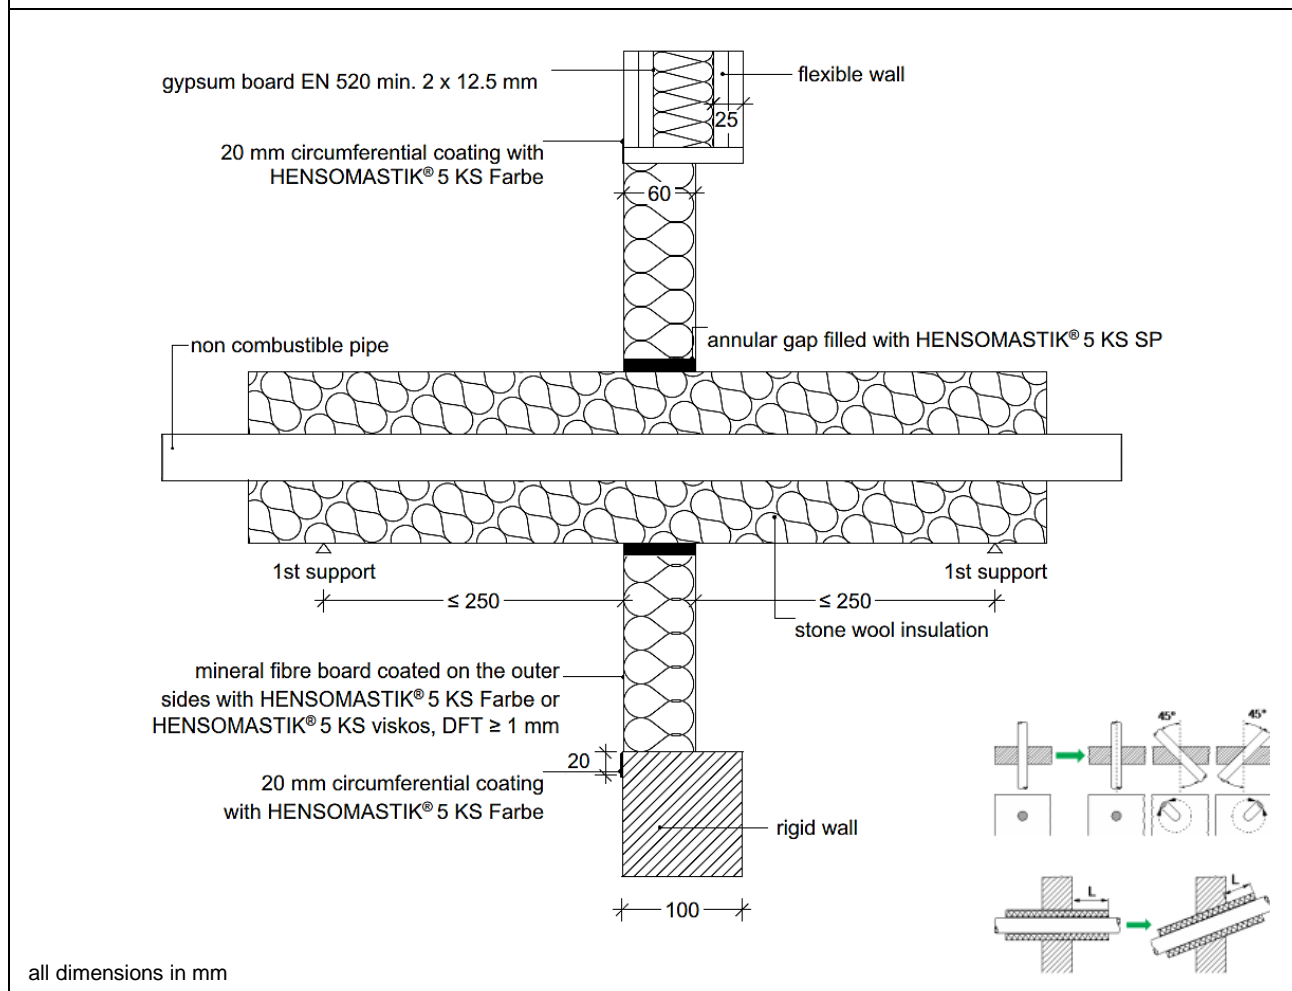 gypsum board EN 520 min. 2 x 12.5 mm
flexible wall
25
20 mm circumferential coating with
HENSOMASTIK® 5 KS Farbe
60
non combustible pipe
annular gap filled with HENSOMASTIK® 5 KS SP
1st support
1st support
≤ 250
≤ 250
stone wool insulation
mineral fibre board coated on the outer
sides with HENSOMASTIK® 5 KS Farbe or
HENSOMASTIK® 5 KS viskos, DFT ≥ 1 mm
20
20 mm circumferential coating
with HENSOMASTIK® 5 KS Farbe
rigid wall
100
45°
45°
L
L
all dimensions in mm